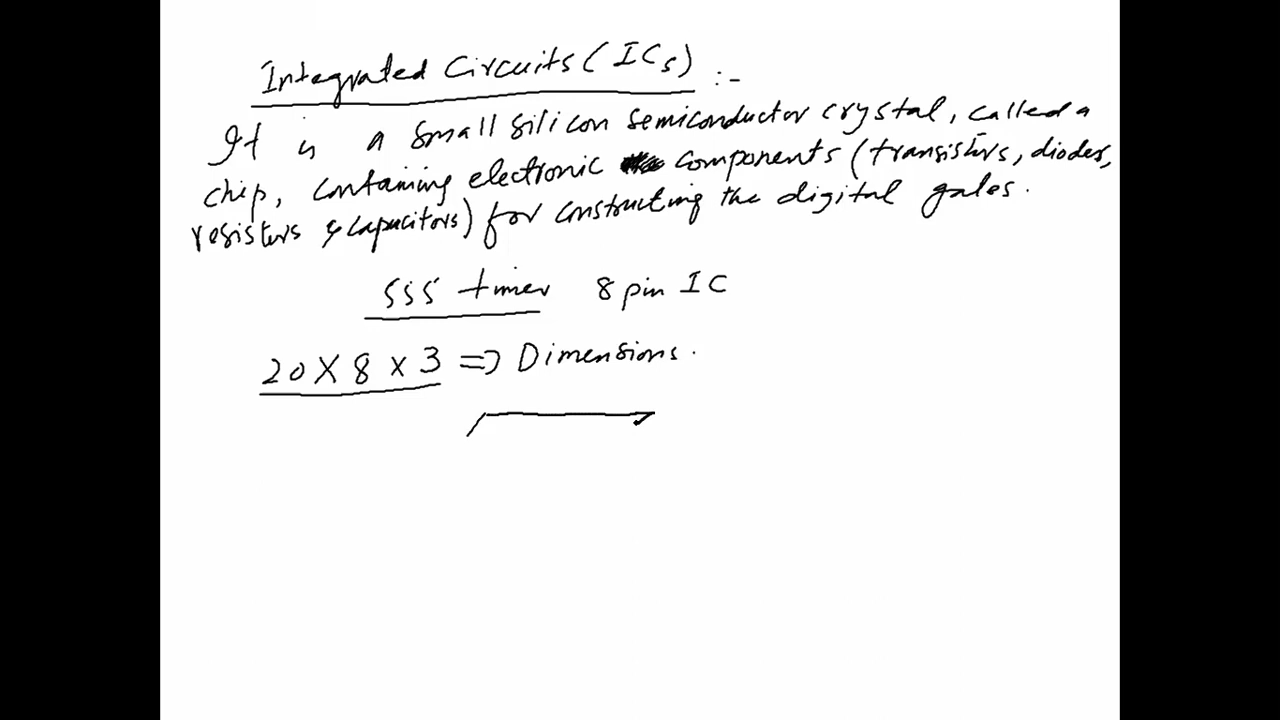 Integrated Circuits (ICs) :-
It is a small silicon semiconductor crystal, called a
chip, containing electronic components (transistors, diodes,
resisters & capacitors) for constructing the digital gates.
555 timer 8 pin IC
20 X 8 x 3 => Dimensions.